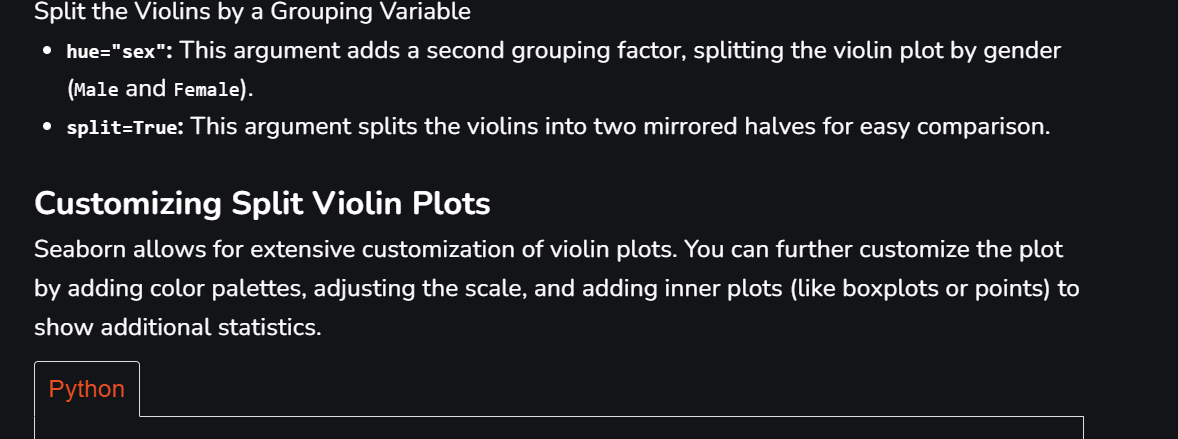 Split the Violins by a Grouping Variable
• hue="sex": This argument adds a second grouping factor, splitting the violin plot by gender
(Male and Female).
• split=True: This argument splits the violins into two mirrored halves for easy comparison.
Customizing Split Violin Plots
Seaborn allows for extensive customization of violin plots. You can further customize the plot
by adding color palettes, adjusting the scale, and adding inner plots (like boxplots or points) to
show additional statistics.
Python